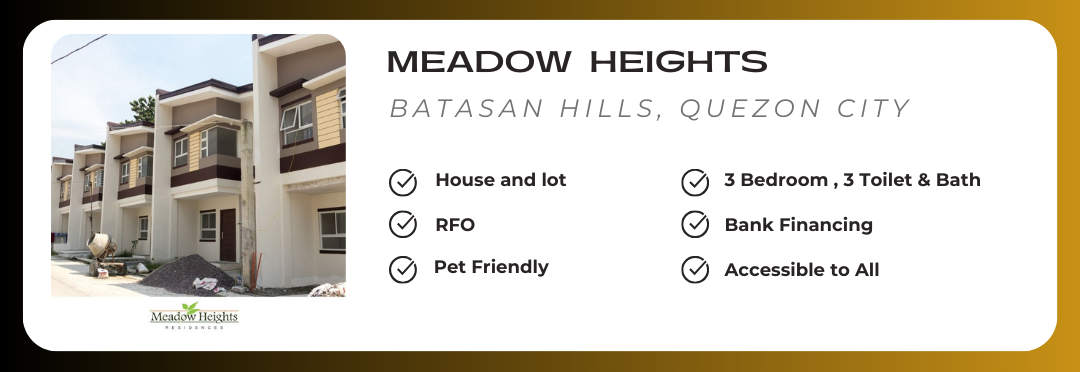 MEADOW HEIGHTS
BATASAN HILLS, QUEZON CITY
House and lot
RFO
Pet Friendly
3 Bedroom , 3 Toilet & Bath
Bank Financing
Accessible to All
Meadow Heights
RESIDENCES